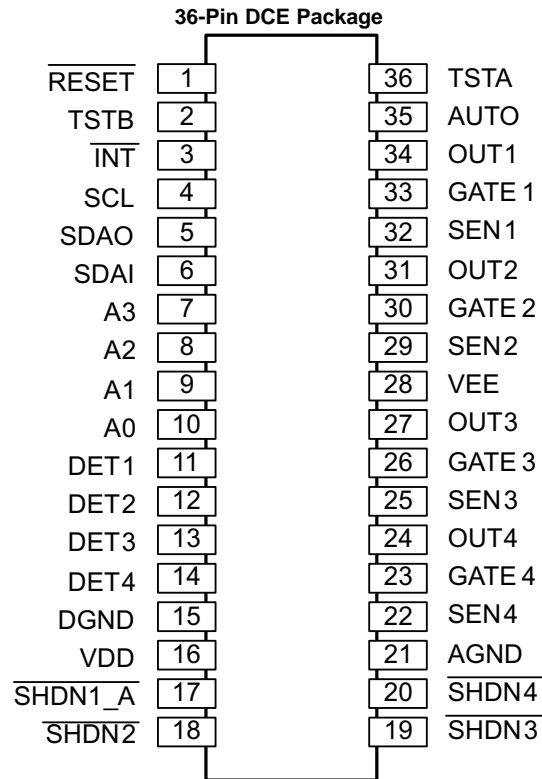 36-Pin DCE Package
RESET 1 36 TSTA
TSTB 2 35 AUTO
INT 3 34 OUT1
SCL 4 33 GATE 1
SDAO 5 32 SEN1
SDAI 6 31 OUT2
A3 7 30 GATE 2
A2 8 29 SEN2
A1 9 28 VEE
A0 10 27 OUT3
DET1 11 26 GATE 3
DET2 12 25 SEN3
DET3 13 24 OUT4
DET4 14 23 GATE 4
DGND 15 22 SEN4
VDD 16 21 AGND
SHDN1_A 17 20 SHDN4
SHDN2 18 19 SHDN3